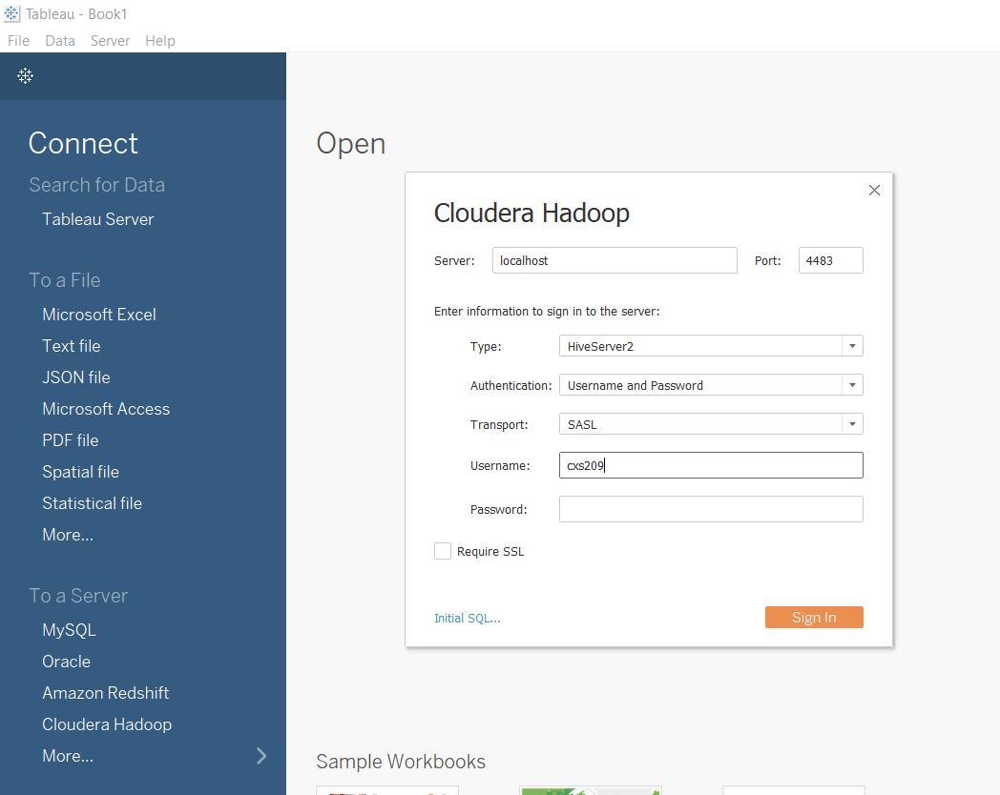 Tableau - Book1
File Data Server Help
Connect
Search for Data
Tableau Server
To a File
Microsoft Excel
Text file
JSON file
Microsoft Access
PDF file
Spatial file
Statistical file
More...
To a Server
MySQL
Oracle
Amazon Redshift
Cloudera Hadoop
More...
Open
Cloudera Hadoop
Server: localhost Port: 4483
Enter information to sign in to the server:
Type: HiveServer2
Authentication: Username and Password
Transport: SASL
Username: cxs209
Password:
Require SSL
Initial SQL... Sign In
Sample Workbooks